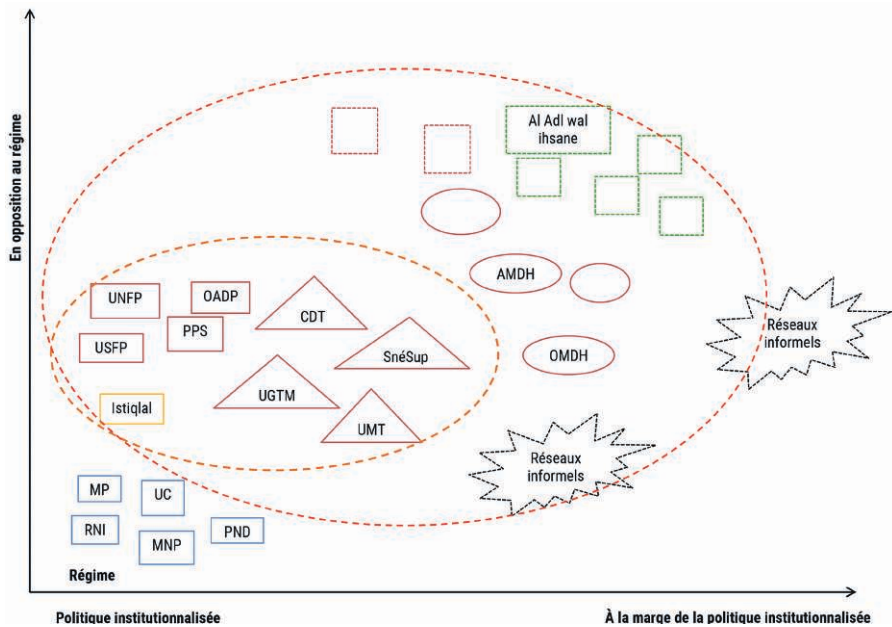 En opposition au régime
Al Adl wal
ihsane
AMDH
UNFP
OADP
CDT
PPS
USFP
SnéSup
OMDH
UGTM
Istiqlal
UMT
Réseaux
informels
Réseaux
informels
MP
UC
RNI
MNP
PND
Régime
Politique institutionnalisée
À la marge de la politique institutionnalisée